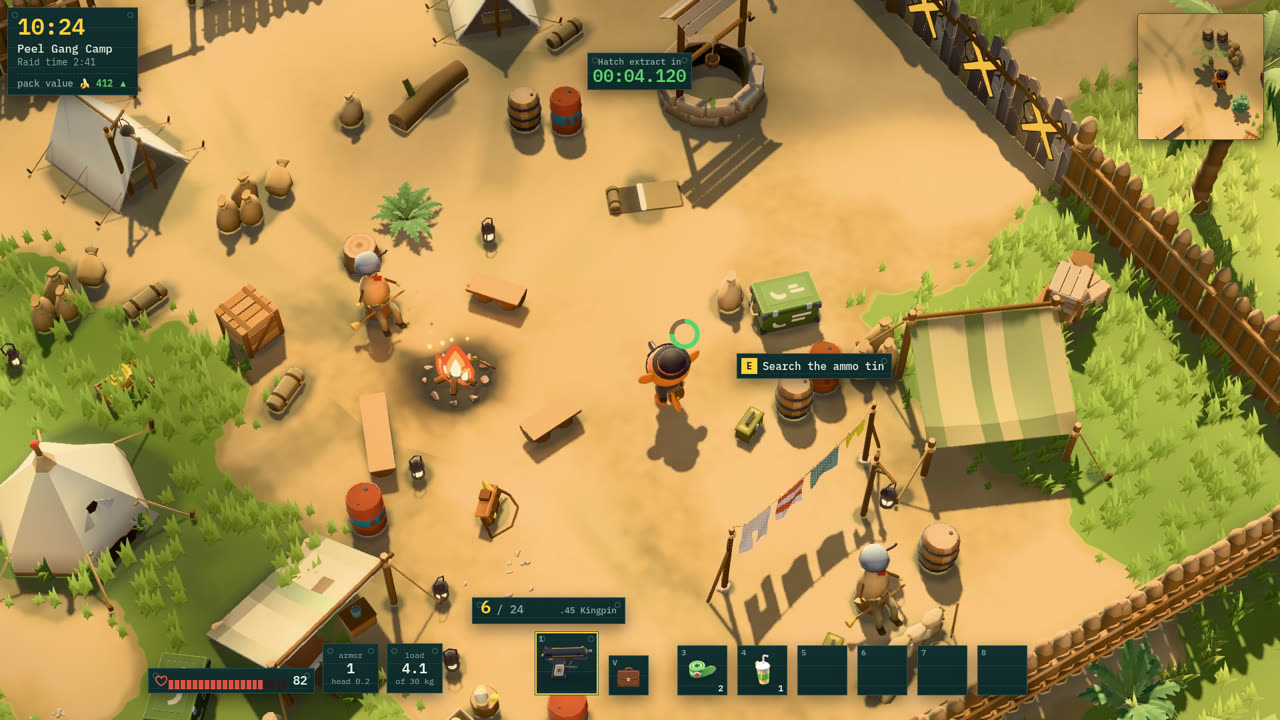 10:24
Peel Gang Camp
Raid time 2:41
pack value 412 ▲
Hatch extract in
00:04.120
E Search the ammo tin
6 / 24 .45 Kingpin
armor
1
head 0.2
load
4.1
of 30 kg
82
1
V
3
2
4
1
5
6
7
8